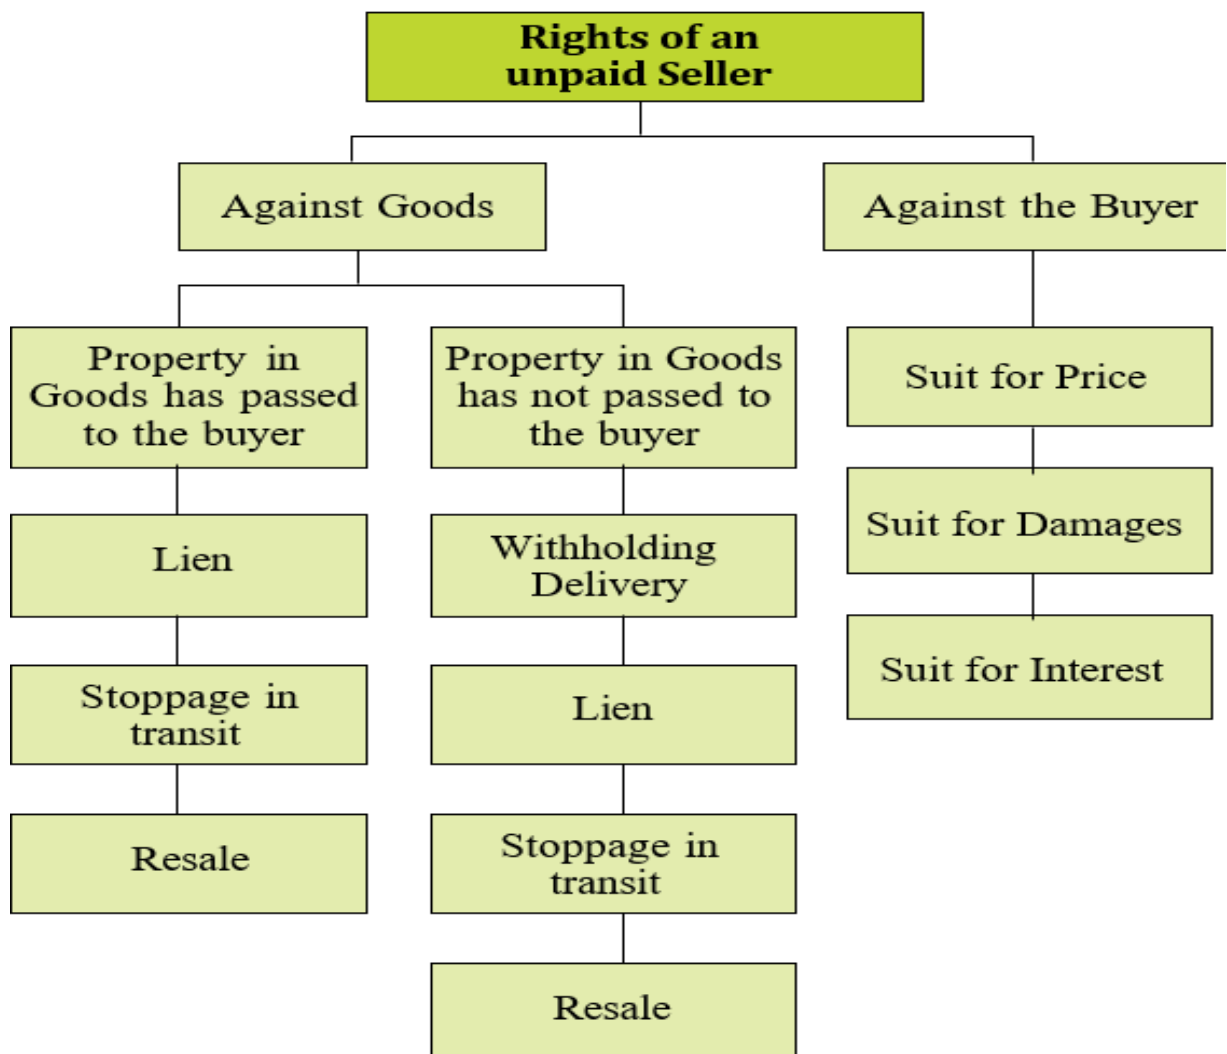 Rights of an
unpaid Seller
Against Goods
Against the Buyer
Property in
Goods has passed
to the buyer
Property in Goods
has not passed to
the buyer
Suit for Price
Lien
Withholding
Delivery
Suit for Damages
Stoppage in
transit
Lien
Suit for Interest
Resale
Stoppage in
transit
Resale